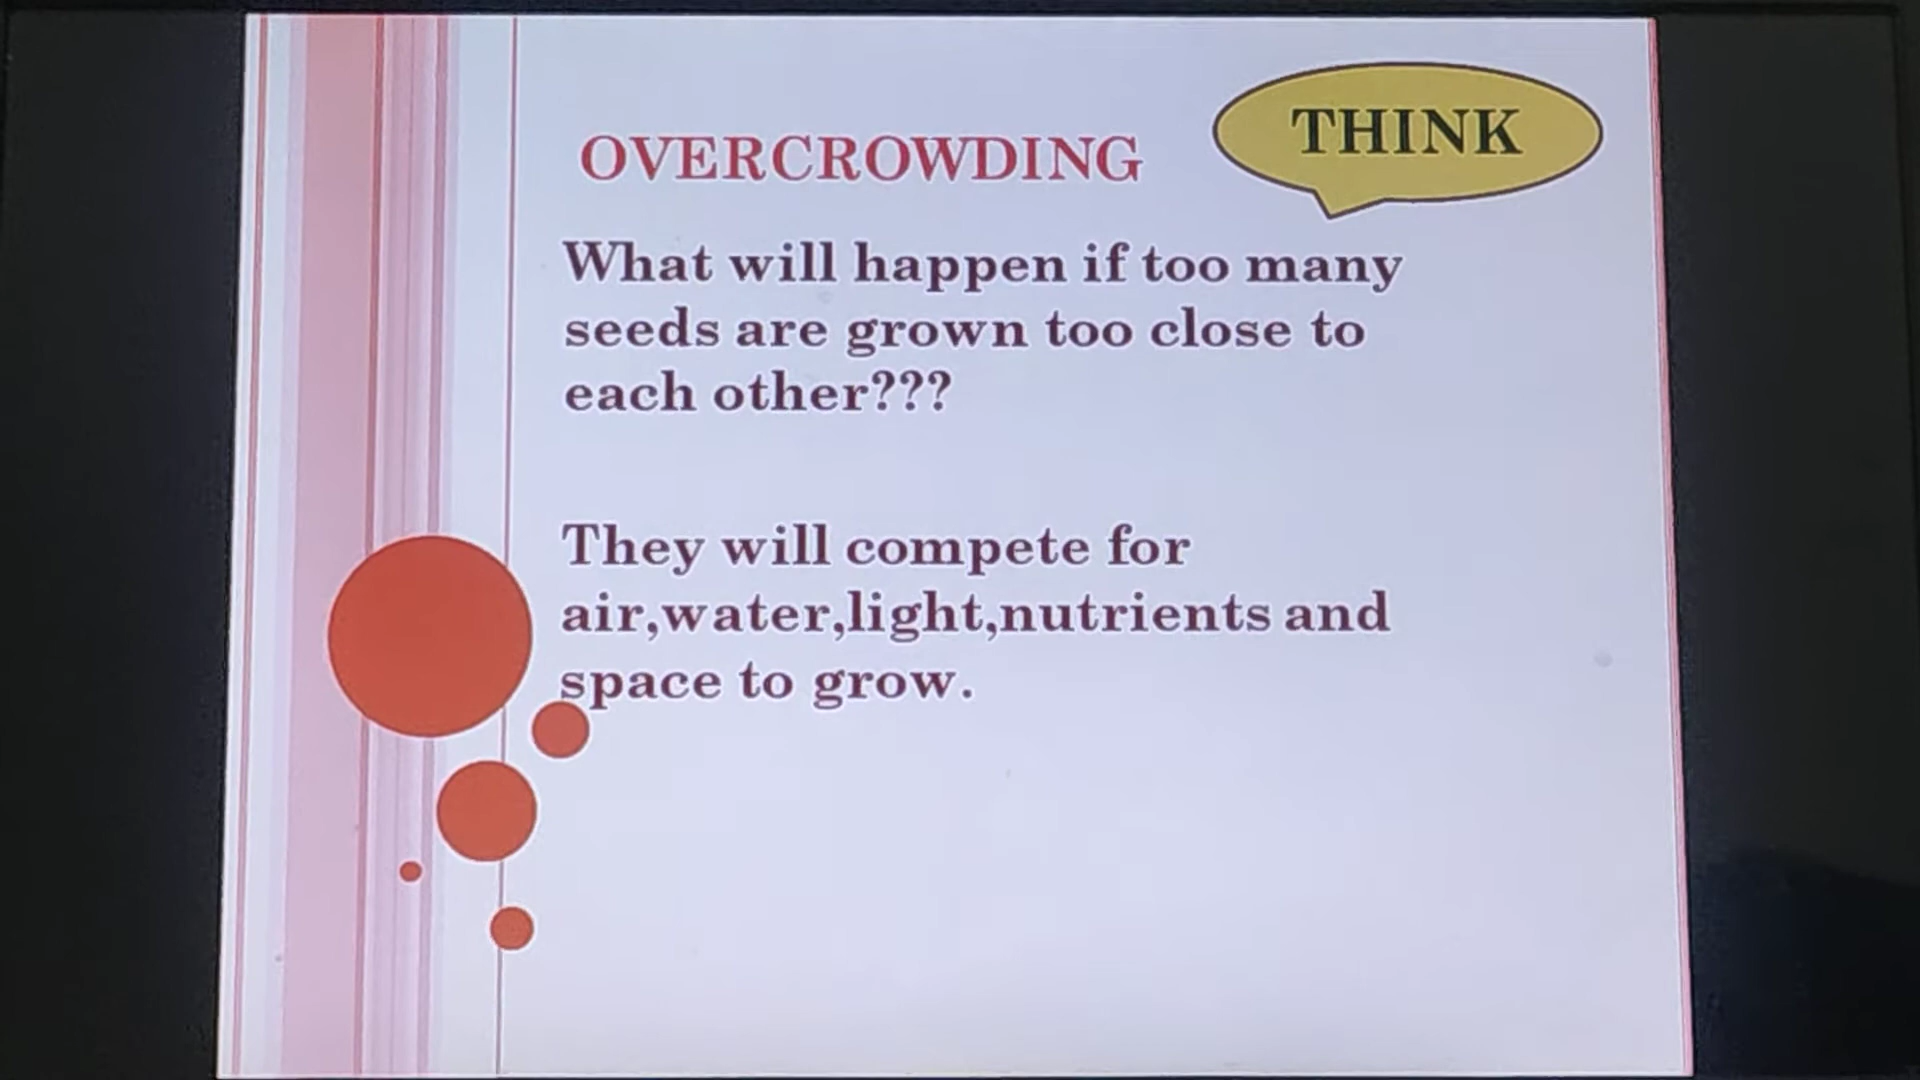 THINK
OVERCROWDING
What will happen if too many
seeds are grown too close to
each other???
They will compete for
air,water,light,nutrients and
space to grow.